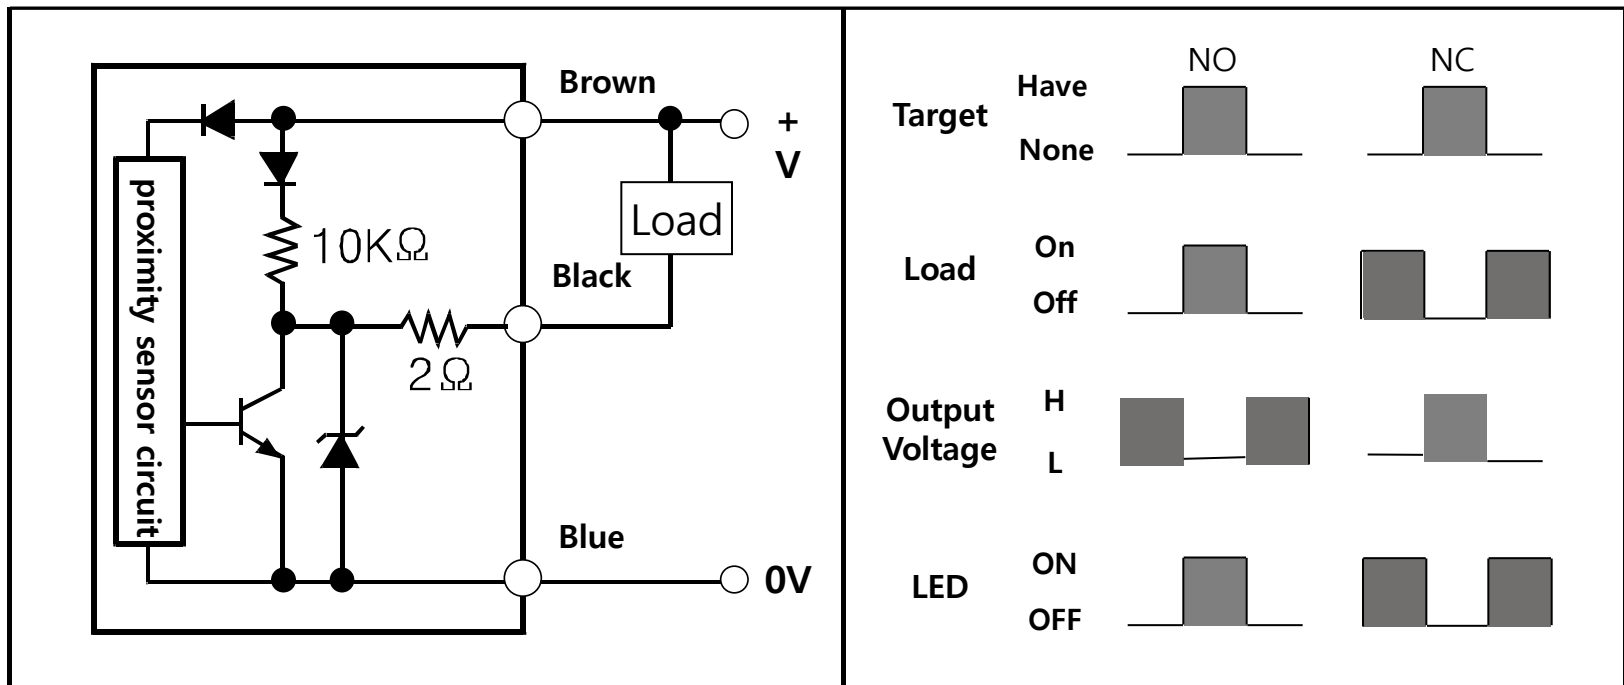 Brown
+
V
proximity sensor circuit
10KΩ
Load
Black
2Ω
Blue
0V
NO
NC
Target
Have
None
Load
On
Off
Output
Voltage
H
L
LED
ON
OFF